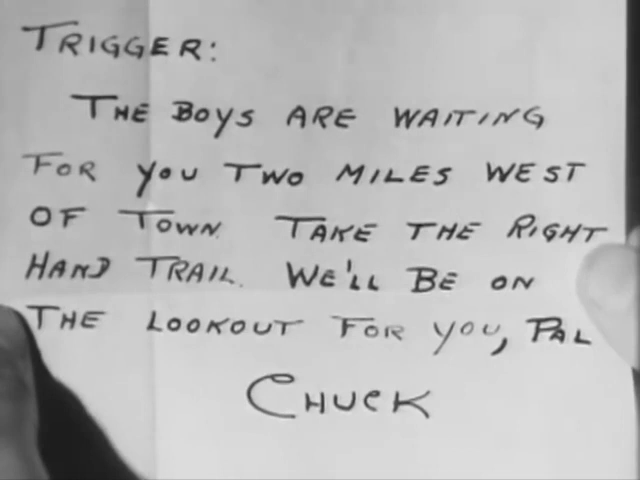 TRIGGER:
THE BOYS ARE WAITING
FOR YOU TWO MILES WEST
OF TOWN. TAKE THE RIGHT
HAND TRAIL. WE'LL BE ON
THE LOOKOUT FOR YOU, PAL
CHUCK